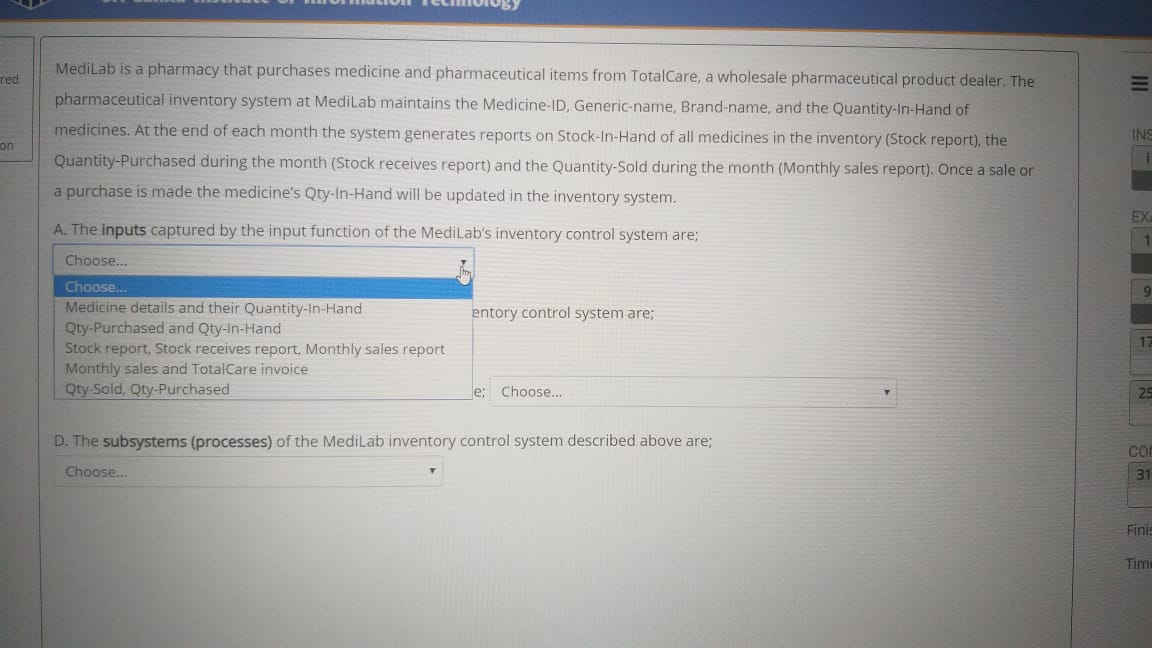 Technology
red
on
MediLab is a pharmacy that purchases medicine and pharmaceutical items from TotalCare, a wholesale pharmaceutical product dealer. The
pharmaceutical inventory system at MediLab maintains the Medicine-ID, Generic-name, Brand-name, and the Quantity-In-Hand of
medicines. At the end of each month the system generates reports on Stock-In-Hand of all medicines in the inventory (Stock report), the
Quantity-Purchased during the month (Stock receives report) and the Quantity-Sold during the month (Monthly sales report). Once a sale or
a purchase is made the medicine's Qty-In-Hand will be updated in the inventory system.
A. The inputs captured by the input function of the MediLab's inventory control system are;
Choose...
Choose...
Medicine details and their Quantity-In-Hand
Qty-Purchased and Qty-In-Hand
Stock report, Stock receives report, Monthly sales report
Monthly sales and TotalCare invoice
Qty-Sold, Qty-Purchased
entory control system are;
e; Choose...
D. The subsystems (processes) of the MediLab inventory control system described above are;
Choose...
INS
EXA
1
9
17
25
CON
31
Finis
Time